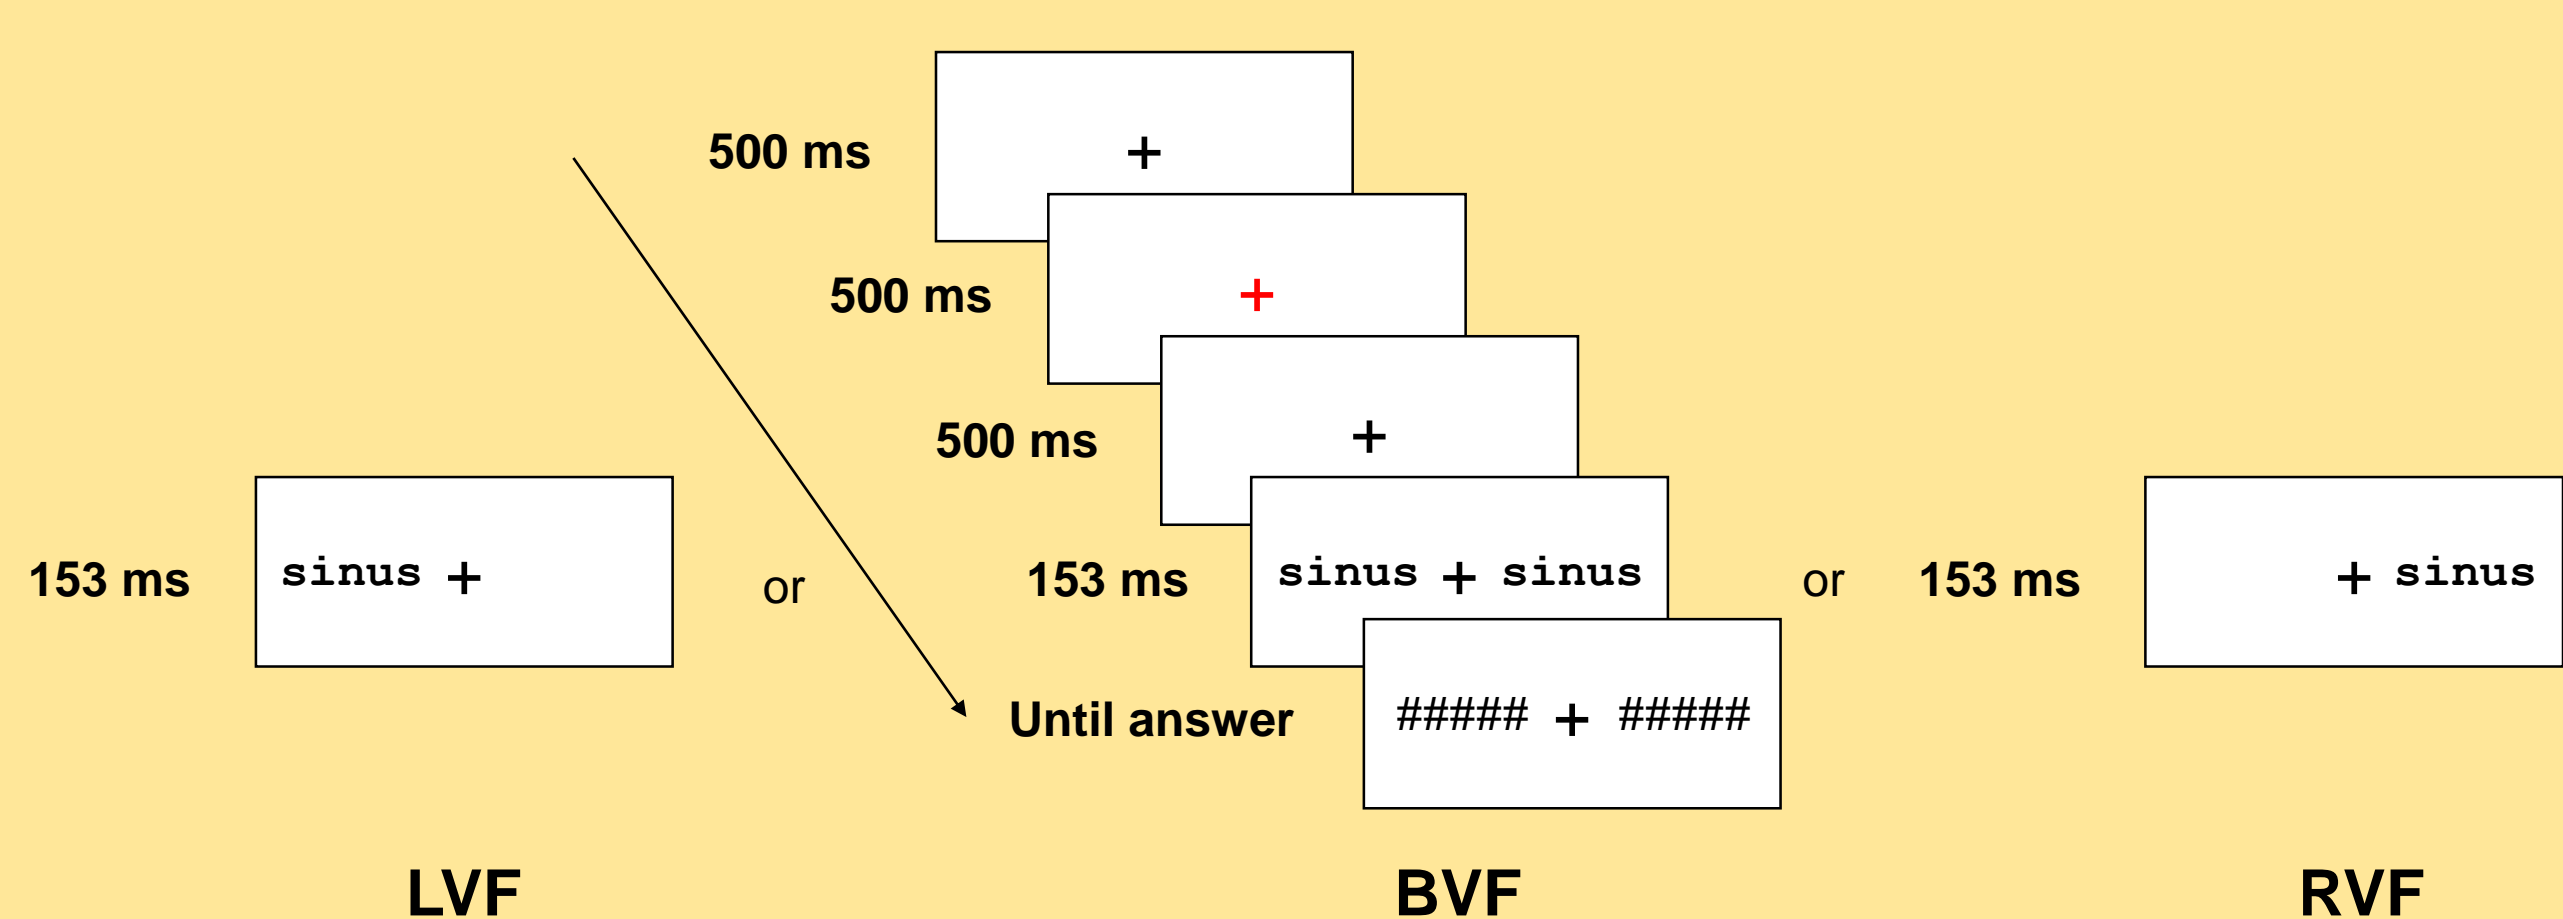 500 ms
+
500 ms
+
500 ms
+
153 ms
sinus +
or
153 ms
sinus + sinus
or
153 ms
+ sinus
Until answer
##### + #####
LVF
BVF
RVF